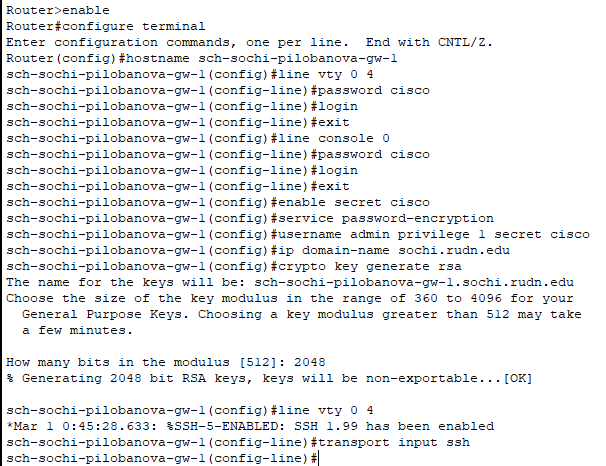 Router>enable
Router#configure terminal
Enter configuration commands, one per line.  End with CNTL/Z.
Router(config)#hostname sch-sochi-pilobanova-gw-1
sch-sochi-pilobanova-gw-1(config)#line vty 0 4
sch-sochi-pilobanova-gw-1(config-line)#password cisco
sch-sochi-pilobanova-gw-1(config-line)#login
sch-sochi-pilobanova-gw-1(config-line)#exit
sch-sochi-pilobanova-gw-1(config)#line console 0
sch-sochi-pilobanova-gw-1(config-line)#password cisco
sch-sochi-pilobanova-gw-1(config-line)#login
sch-sochi-pilobanova-gw-1(config-line)#exit
sch-sochi-pilobanova-gw-1(config)#enable secret cisco
sch-sochi-pilobanova-gw-1(config)#service password-encryption
sch-sochi-pilobanova-gw-1(config)#username admin privilege 1 secret cisco
sch-sochi-pilobanova-gw-1(config)#ip domain-name sochi.rudn.edu
sch-sochi-pilobanova-gw-1(config)#crypto key generate rsa
The name for the keys will be: sch-sochi-pilobanova-gw-1.sochi.rudn.edu
Choose the size of the key modulus in the range of 360 to 4096 for your
  General Purpose Keys. Choosing a key modulus greater than 512 may take
  a few minutes.

How many bits in the modulus [512]: 2048
% Generating 2048 bit RSA keys, keys will be non-exportable...[OK]

sch-sochi-pilobanova-gw-1(config)#line vty 0 4
*Mar 1 0:45:28.633: %SSH-5-ENABLED: SSH 1.99 has been enabled
sch-sochi-pilobanova-gw-1(config-line)#transport input ssh
sch-sochi-pilobanova-gw-1(config-line)#